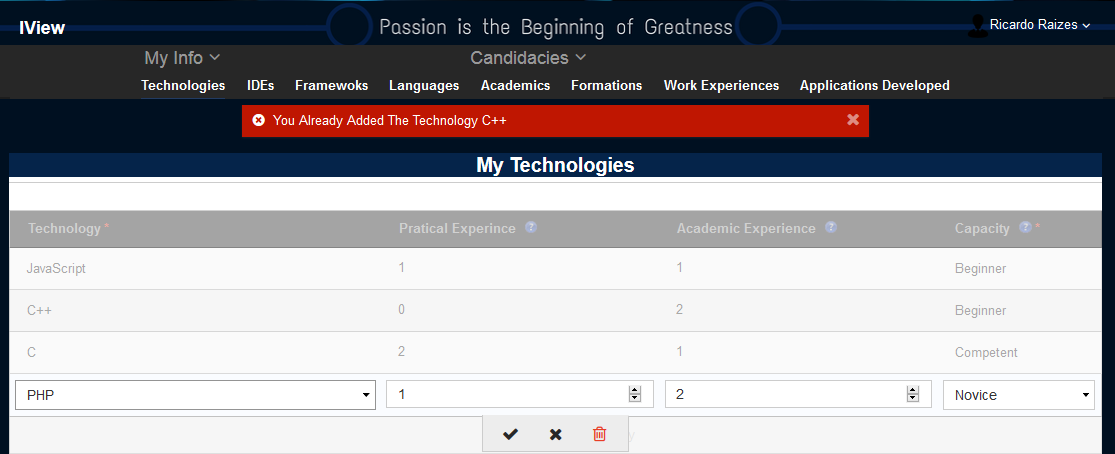 IView
Passion is the Beginning of Greatness
Ricardo Raizes
My Info
Candidacies
Technologies IDEs Framewoks Languages Academics Formations Work Experiences Applications Developed
You Already Added The Technology C++
My Technologies
Technology * Pratical Experince ? Academic Experience ? Capacity ? *
JavaScript 1 1 Beginner
C++ 0 2 Beginner
C 2 1 Competent
PHP 1 2 Novice